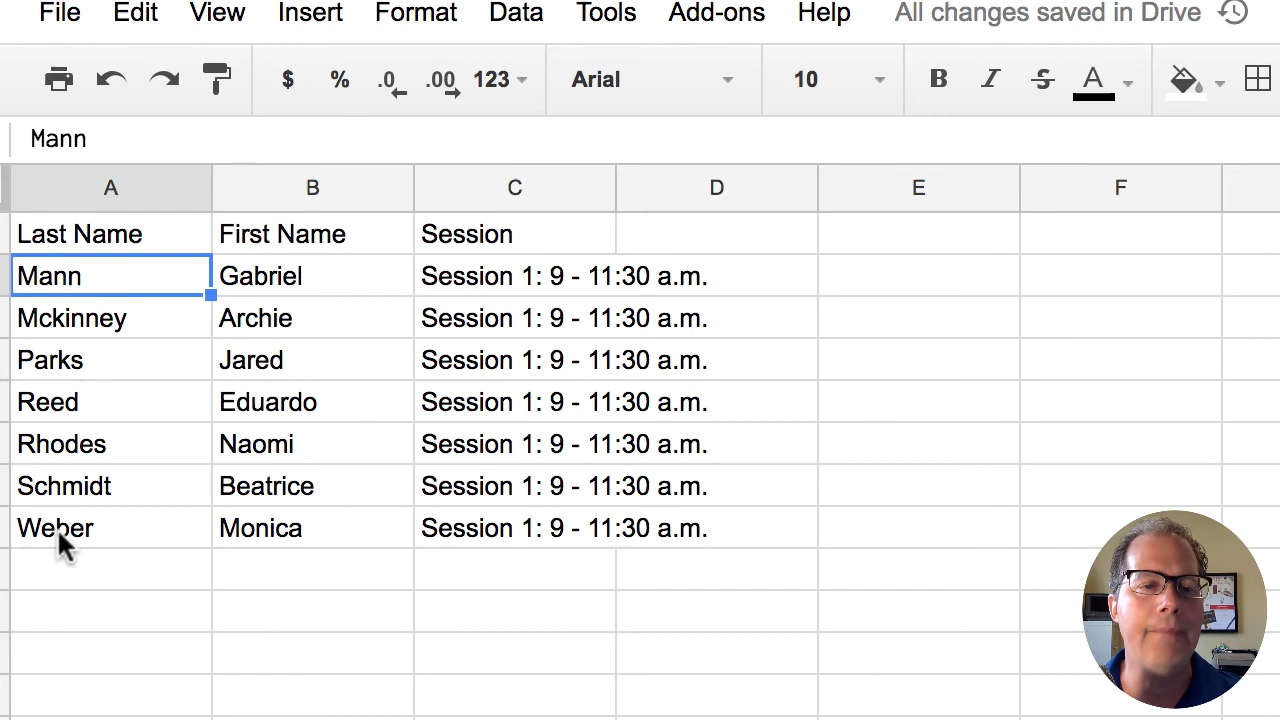 File Edit View Insert Format Data Tools Add-ons Help All changes saved in Drive
$ % .0 .00 123 Arial 10 B I S A
Mann
A B C D E F
Last Name First Name Session
Mann Gabriel Session 1: 9 - 11:30 a.m.
Mckinney Archie Session 1: 9 - 11:30 a.m.
Parks Jared Session 1: 9 - 11:30 a.m.
Reed Eduardo Session 1: 9 - 11:30 a.m.
Rhodes Naomi Session 1: 9 - 11:30 a.m.
Schmidt Beatrice Session 1: 9 - 11:30 a.m.
Weber Monica Session 1: 9 - 11:30 a.m.